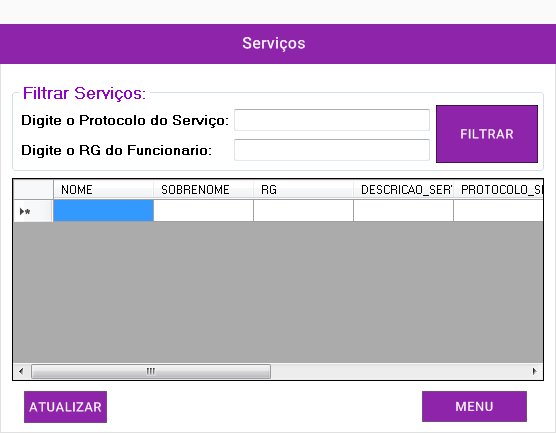 Serviços
Filtrar Serviços:
Digite o Protocolo do Serviço:
Digite o RG do Funcionario:
FILTRAR
NOME SOBRENOME RG DESCRICAO_SER PROTOCOLO_S
ATUALIZAR MENU